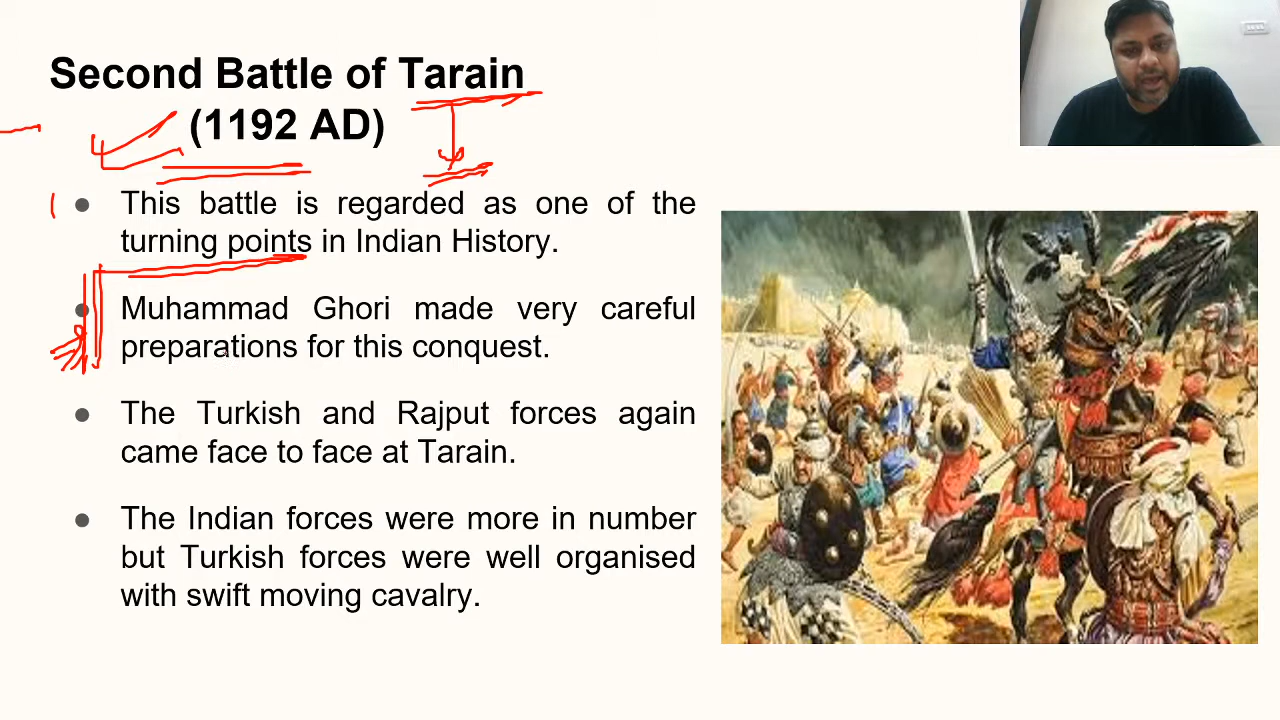 Second Battle of Tarain
(1192 AD)
● This battle is regarded as one of the
turning points in Indian History.
● Muhammad Ghori made very careful
preparations for this conquest.
● The Turkish and Rajput forces again
came face to face at Tarain.
● The Indian forces were more in number
but Turkish forces were well organised
with swift moving cavalry.